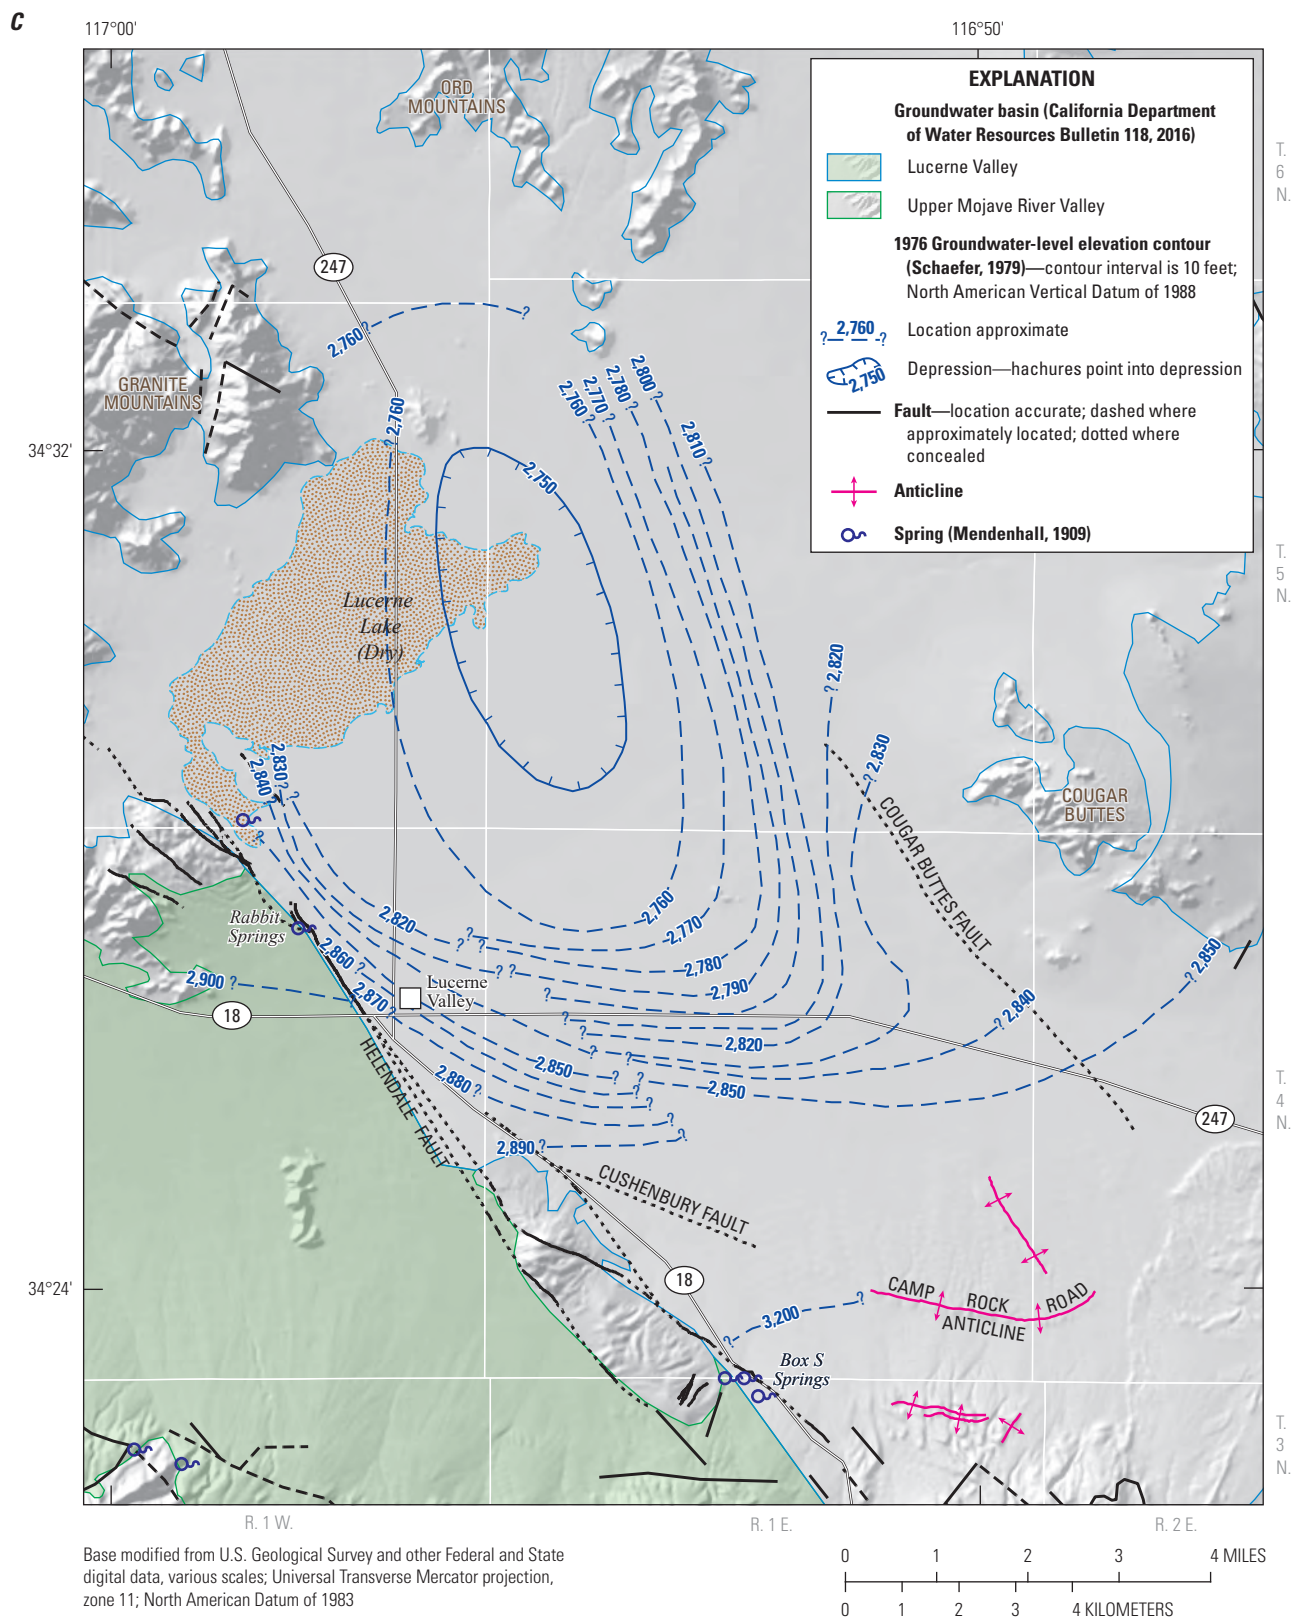 C
117°00'
116°50'
EXPLANATION
Groundwater basin (California Department
of Water Resources Bulletin 118, 2016)
Lucerne Valley
Upper Mojave River Valley
1976 Groundwater-level elevation contour
(Schaefer, 1979)—contour interval is 10 feet;
North American Vertical Datum of 1988
? 2,760 ?
Location approximate
2,750
Depression—hachures point into depression
Fault—location accurate; dashed where
approximately located; dotted where
concealed
Anticline
Spring (Mendenhall, 1909)
ORD
MOUNTAINS
T.
6
N.
247
2,760?
?
GRANITE
MOUNTAINS
2,760
?
2,760
?
2,770
?
2,780
?
2,800
?
2,810?
34°32'
2,750
T.
5
N.
Lucerne
Lake
(Dry)
? 2,820
? 2,830
2,830?
2,840?
?
?
COUGAR
BUTTES
COUGAR BUTTES FAULT
Rabbit
Springs
2,820
?
?
2,760
2,770
2,780
2,790
2,860?
2,870?
2,900 ?
Lucerne
Valley
18
? ?
?
?
?
?
2,820
? 2,840
? 2,850
2,850
?
?
2,850
2,880?
?
?
?
?
2,890?
HELENDALE FAULT
T.
4
N.
247
CUSHENBURY FAULT
34°24'
18
? 3,200 ?
CAMP ROCK ROAD
ANTICLINE
Box S
Springs
T.
3
N.
R. 1 W.
R. 1 E.
R. 2 E.
Base modified from U.S. Geological Survey and other Federal and State
digital data, various scales; Universal Transverse Mercator projection,
zone 11; North American Datum of 1983
0 1 2 3 4 MILES
0 1 2 3 4 KILOMETERS